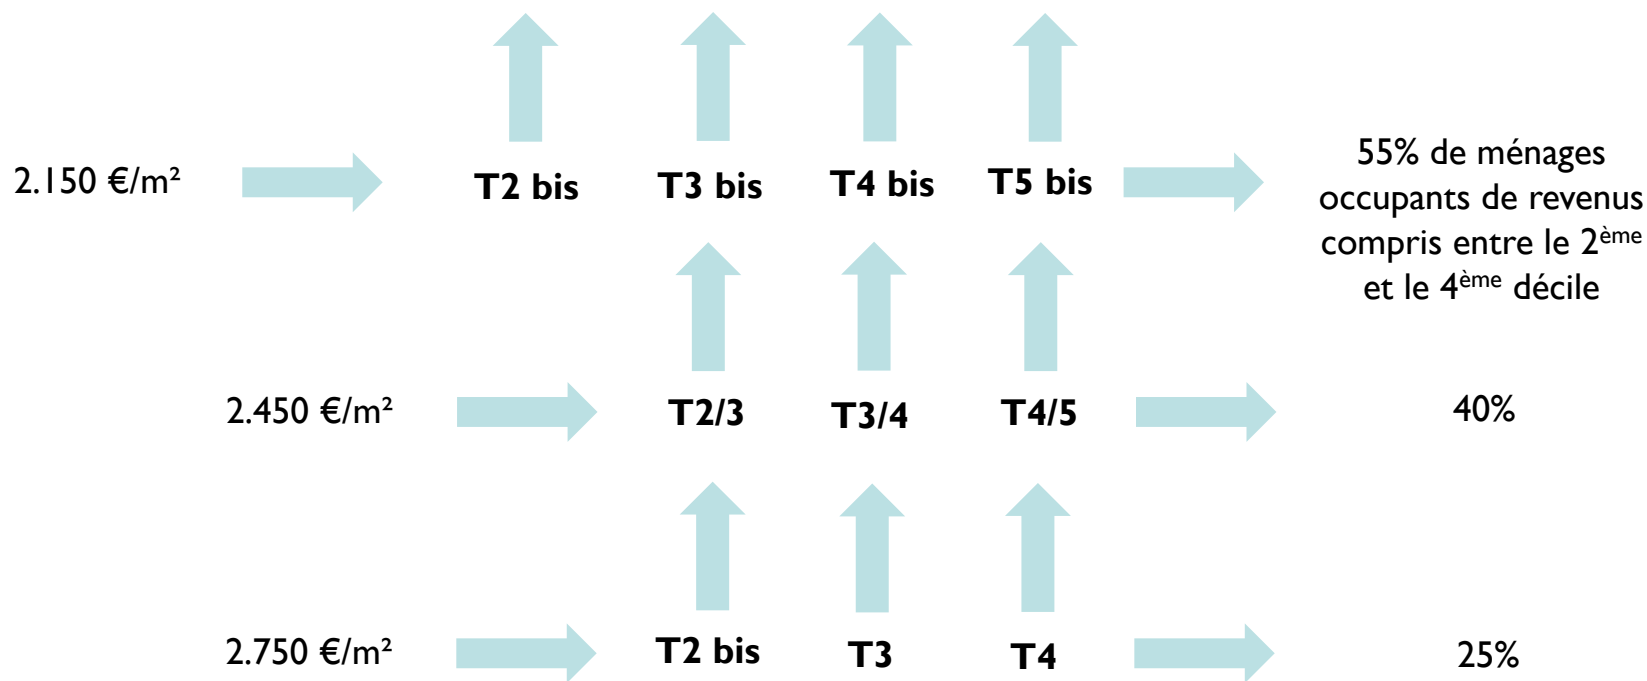 2.150 €/m²
T2 bis
T3 bis
T4 bis
T5 bis
55% de ménages
occupants de revenus
compris entre le 2ème
et le 4ème décile
2.450 €/m²
T2/3
T3/4
T4/5
40%
2.750 €/m²
T2 bis
T3
T4
25%